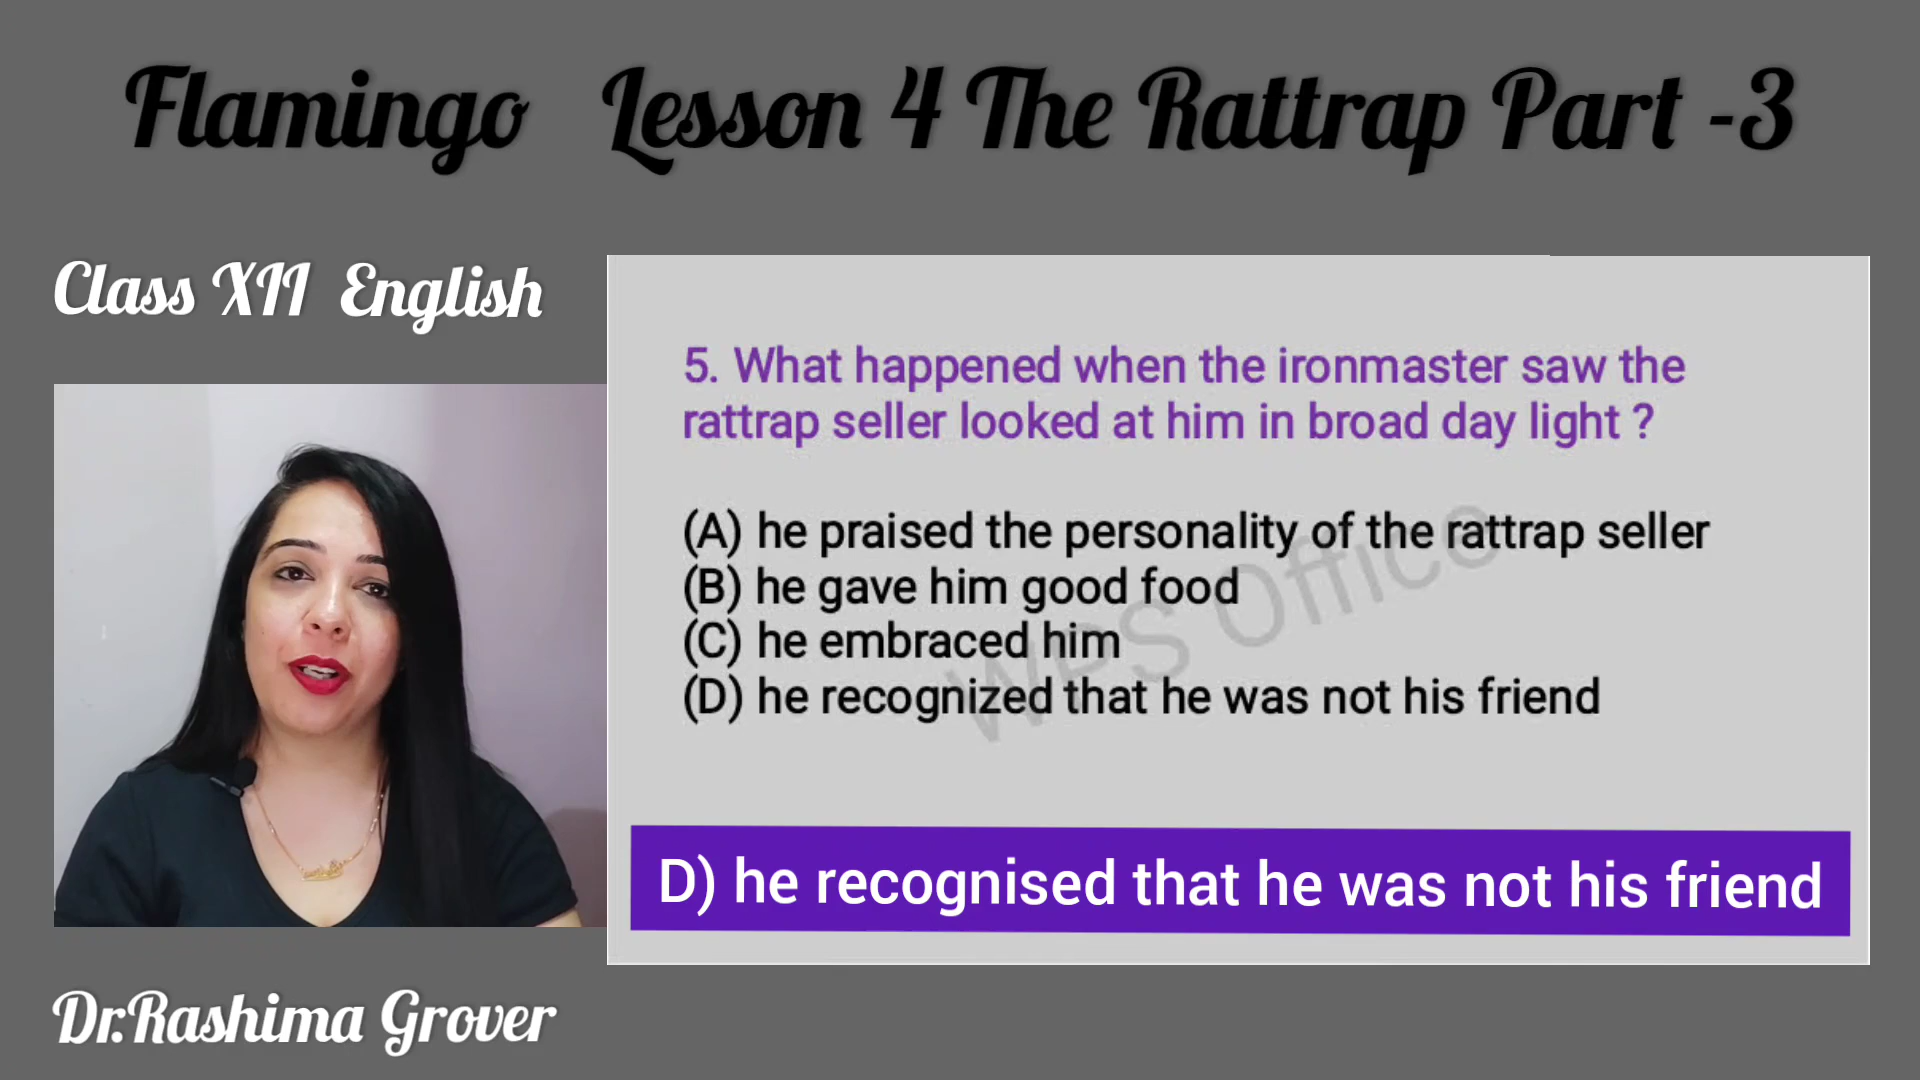 Flamingo Lesson 4 The Rattrap Part -3
Class XII English
5. What happened when the ironmaster saw the
rattrap seller looked at him in broad day light ?
(A) he praised the personality of the rattrap seller
(B) he gave him good food
(C) he embraced him
(D) he recognized that he was not his friend
WPS Office
D) he recognised that he was not his friend
Dr.Rashima Grover